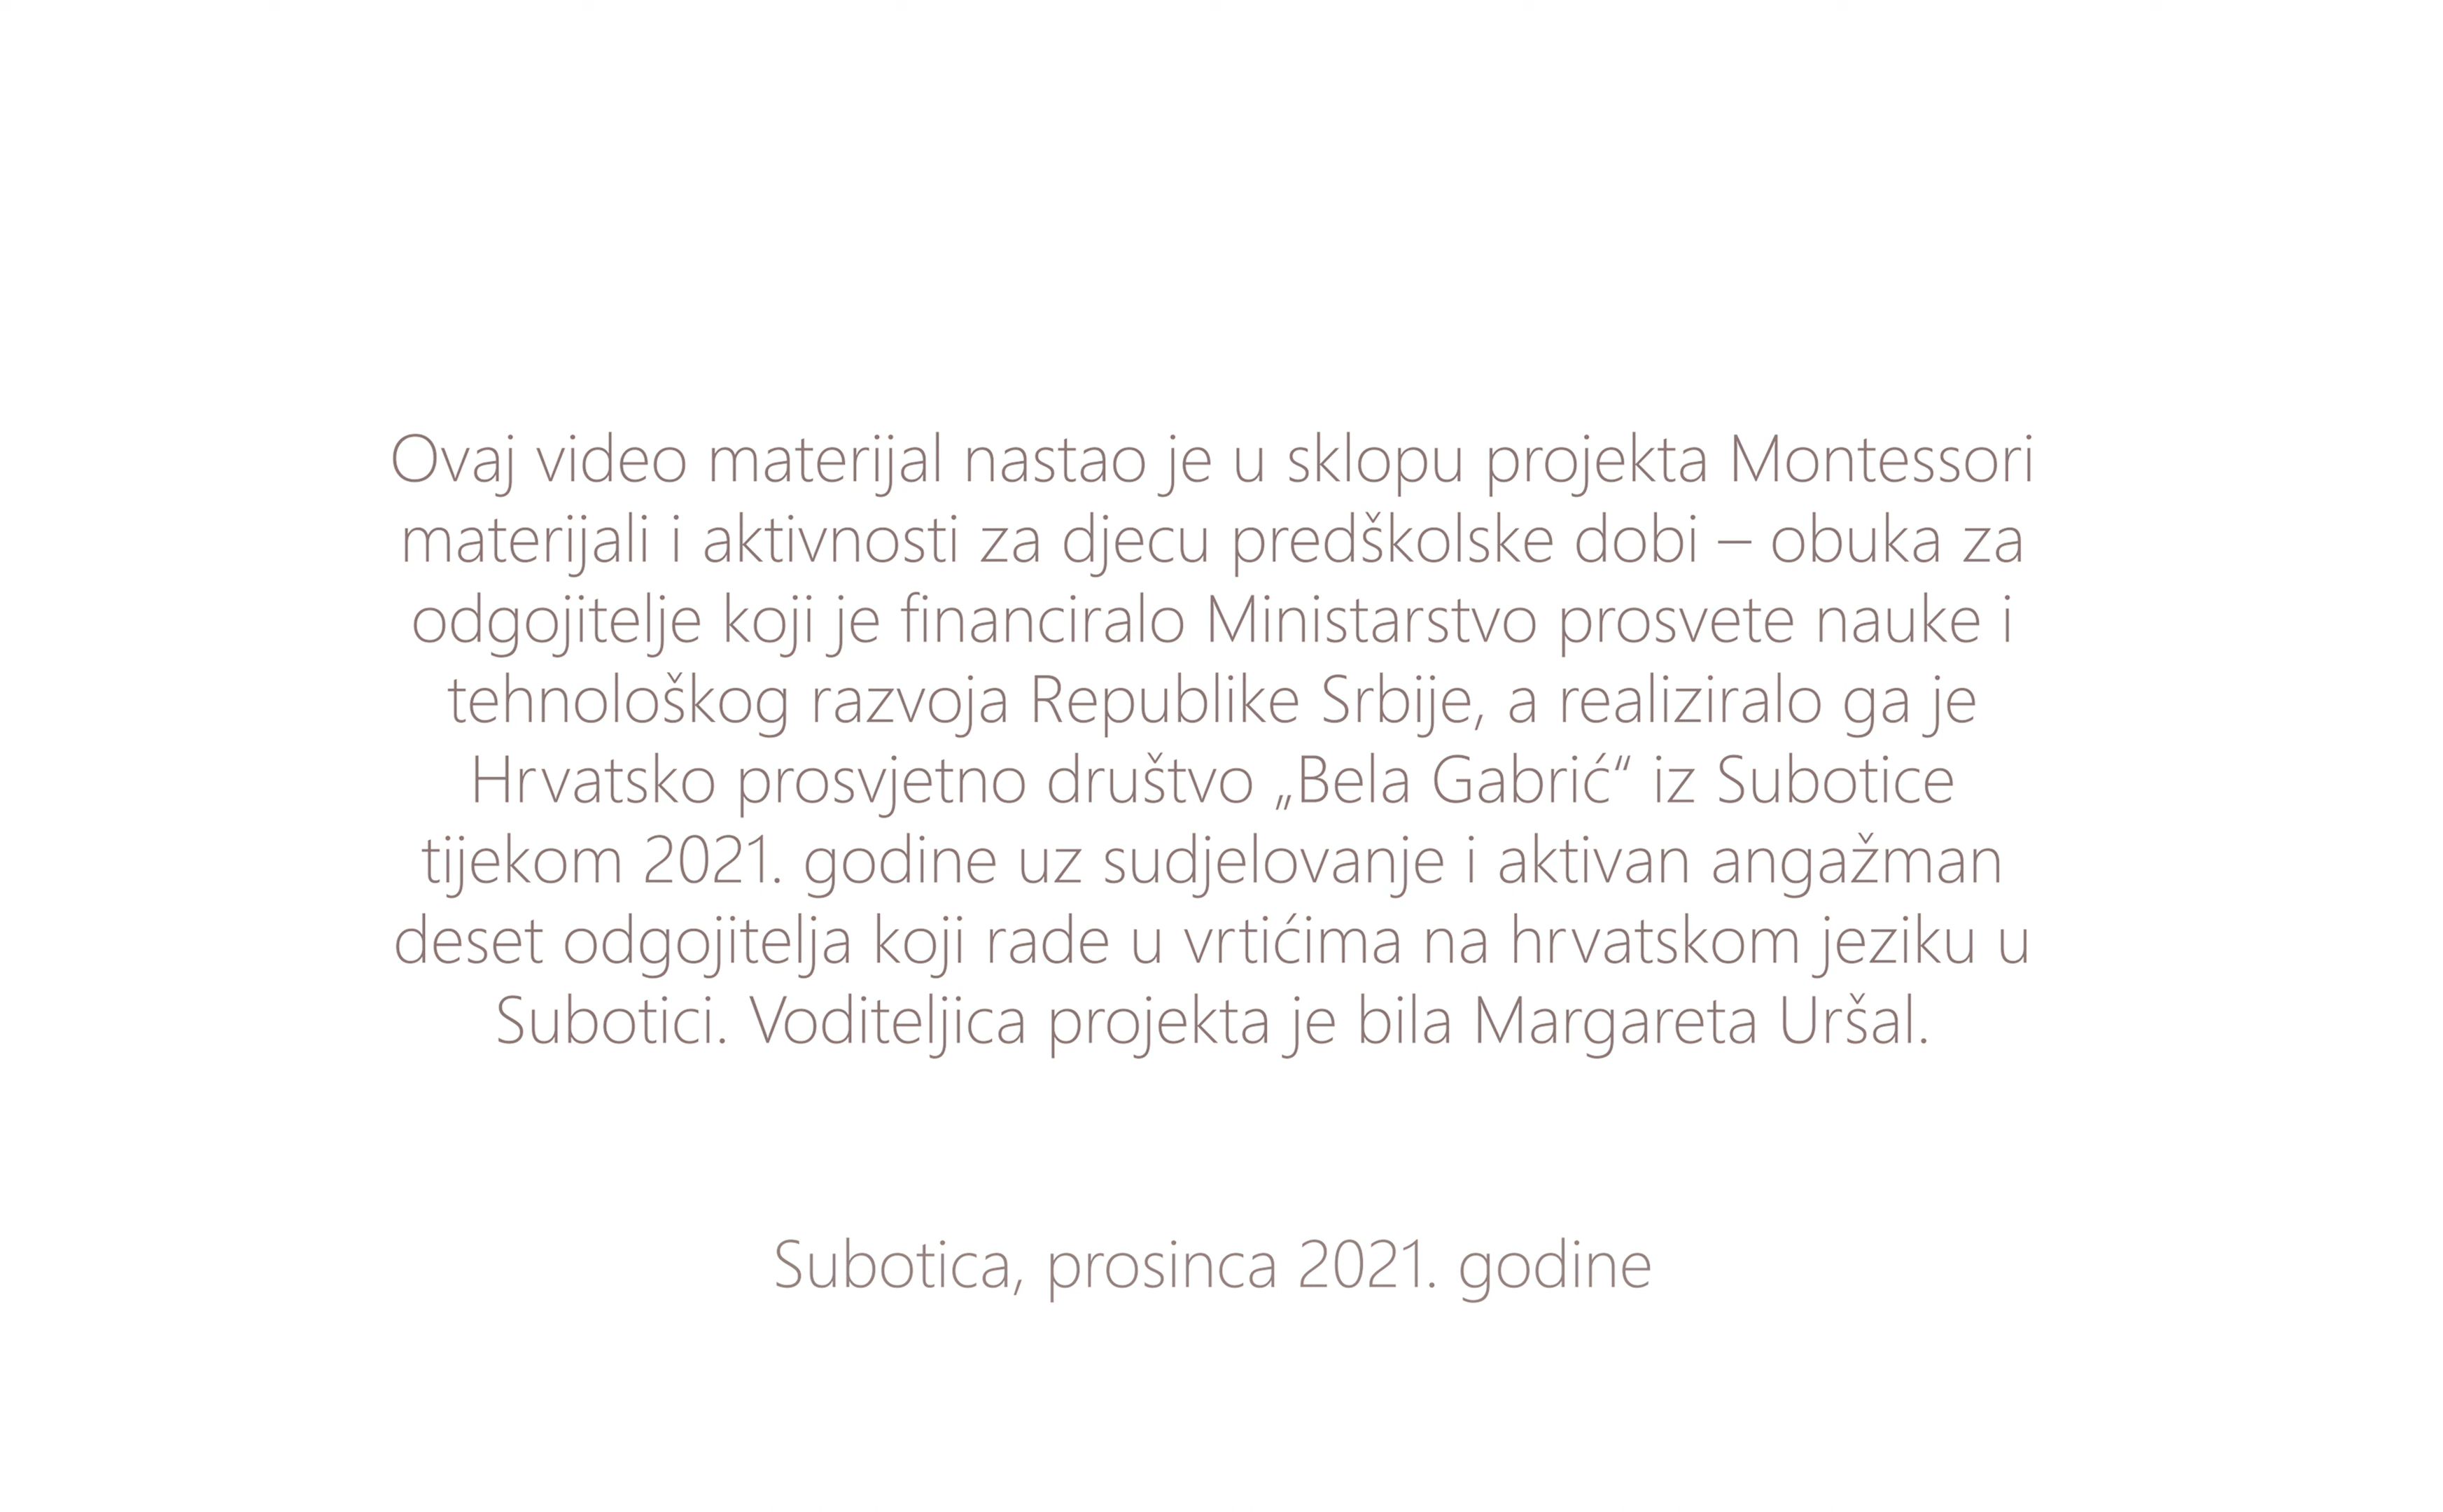 Ovaj video materijal nastao je u sklopu projekta Montessori
materijali i aktivnosti za djecu predškolske dobi – obuka za
odgojitelje koji je financiralo Ministarstvo prosvete nauke i
tehnološkog razvoja Republike Srbije, a realiziralo ga je
Hrvatsko prosvjetno društvo „Bela Gabrić“ iz Subotice
tijekom 2021. godine uz sudjelovanje i aktivan angažman
deset odgojitelja koji rade u vrtićima na hrvatskom jeziku u
Subotici. Voditeljica projekta je bila Margareta Uršal.
Subotica, prosinca 2021. godine